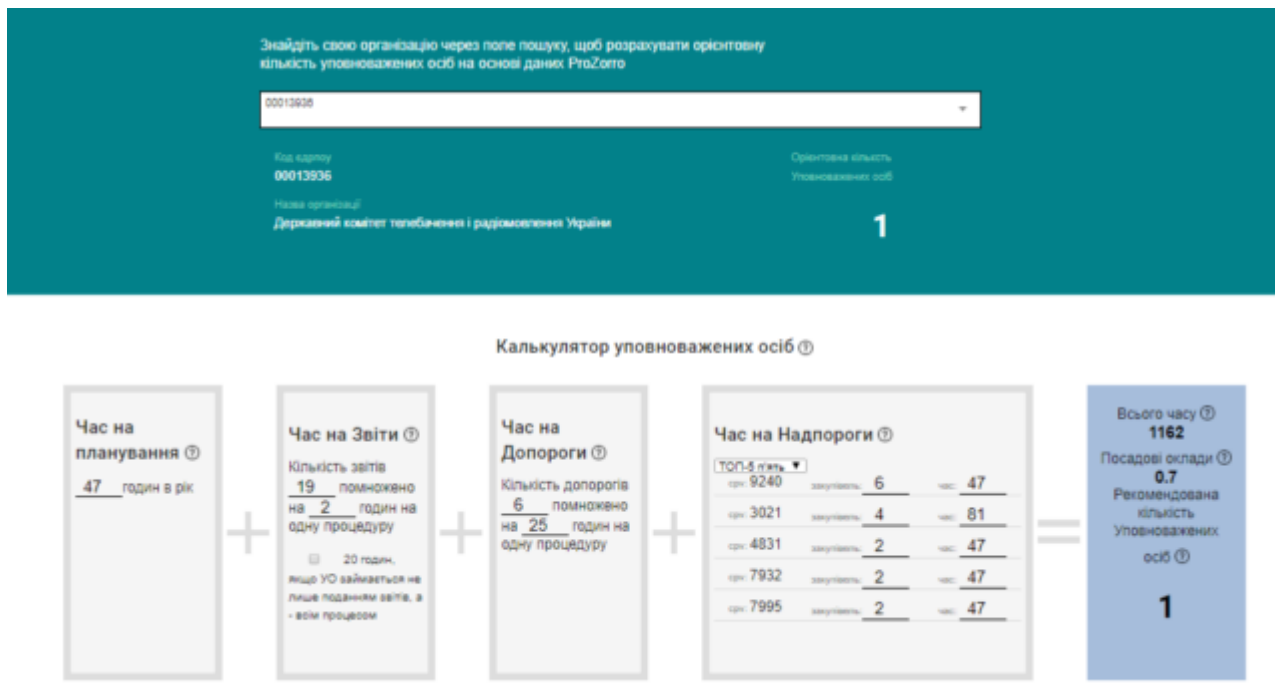 Знайдіть свою організацію через поле пошуку, щоб розрахувати орієнтовну
кількість уповноважених осіб на основі даних ProZorro
00013936
Код єдрпоу
00013936
Орієнтовна кількість
Уповноважених осіб
Назва організації
Державний комітет телебачення і радіомовлення України
1
Калькулятор уповноважених осіб ?
Час на
планування ?
47 годин в рік
+
Час на Звіти ?
Кількість звітів
19 помножено
на 2 годин на
одну процедуру
20 годин,
якщо УО займається не
лише поданням звітів, а
- всім процесом
+
Час на
Допороги ?
Кількість допорогів
6 помножено
на 25 годин на
одну процедуру
+
Час на Надпороги ?
ТОП-5 п'ять ▼
cpv: 9240 закупівель: 6 час: 47
cpv: 3021 закупівель: 4 час: 81
cpv: 4831 закупівель: 2 час: 47
cpv: 7932 закупівель: 2 час: 47
cpv: 7995 закупівель: 2 час: 47
=
Всього часу ?
1162
Посадові оклади ?
0.7
Рекомендована
кількість
Уповноважених
осіб ?
1